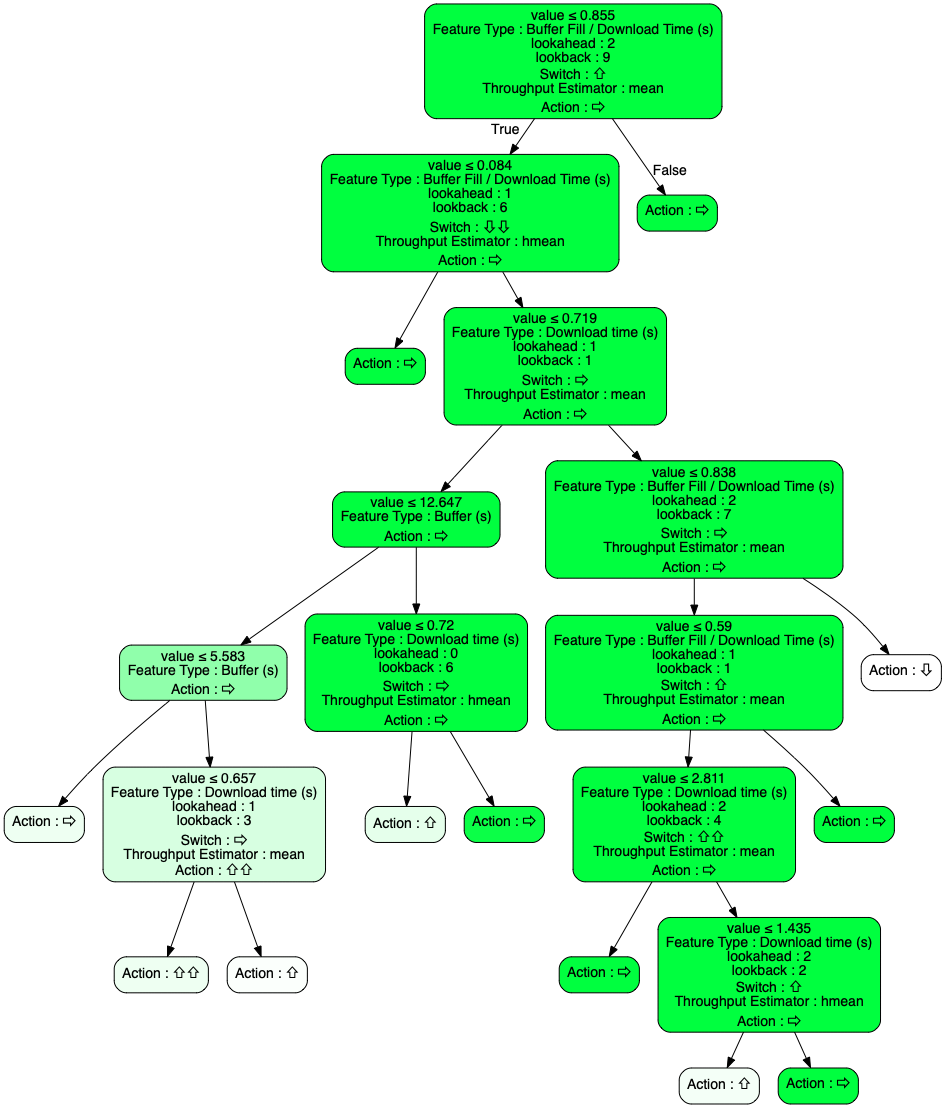 value ≤ 0.855
Feature Type : Buffer Fill / Download Time (s)
lookahead : 2
lookback : 9
Switch : ⇧
Throughput Estimator : mean
Action : ⇨
True
False
value ≤ 0.084
Feature Type : Buffer Fill / Download Time (s)
lookahead : 1
lookback : 6
Switch : ⇩⇩
Throughput Estimator : hmean
Action : ⇨
Action : ⇨
Action : ⇨
value ≤ 0.719
Feature Type : Download time (s)
lookahead : 1
lookback : 1
Switch : ⇨
Throughput Estimator : mean
Action : ⇨
value ≤ 12.647
Feature Type : Buffer (s)
Action : ⇨
value ≤ 0.838
Feature Type : Buffer Fill / Download Time (s)
lookahead : 2
lookback : 7
Switch : ⇨
Throughput Estimator : mean
Action : ⇨
value ≤ 5.583
Feature Type : Buffer (s)
Action : ⇨
value ≤ 0.72
Feature Type : Download time (s)
lookahead : 0
lookback : 6
Switch : ⇨
Throughput Estimator : hmean
Action : ⇨
value ≤ 0.59
Feature Type : Buffer Fill / Download Time (s)
lookahead : 1
lookback : 1
Switch : ⇧
Throughput Estimator : mean
Action : ⇨
Action : ⇩
Action : ⇨
value ≤ 0.657
Feature Type : Download time (s)
lookahead : 1
lookback : 3
Switch : ⇨
Throughput Estimator : mean
Action : ⇧⇧
Action : ⇧
Action : ⇨
value ≤ 2.811
Feature Type : Download time (s)
lookahead : 2
lookback : 4
Switch : ⇧⇧
Throughput Estimator : mean
Action : ⇨
Action : ⇨
Action : ⇧⇧
Action : ⇧
Action : ⇨
value ≤ 1.435
Feature Type : Download time (s)
lookahead : 2
lookback : 2
Switch : ⇧
Throughput Estimator : hmean
Action : ⇨
Action : ⇧
Action : ⇨